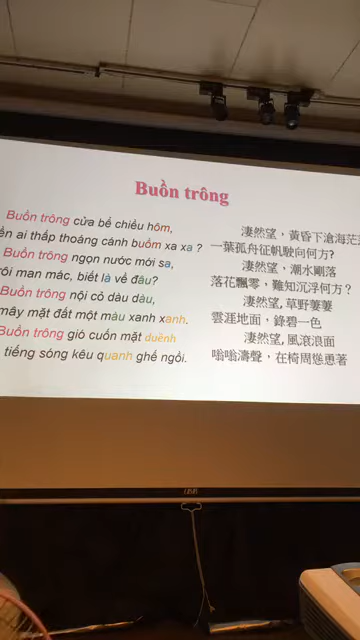 Buồn trông
Buồn trông cửa bể chiều hôm,
ai thấp thoáng cánh buồm xa xa ?
Buồn trông ngọn nước mới sa,
trôi man mác, biết là về đâu?
Buồn trông nội cỏ dàu dàu,
mây mặt đất một màu xanh xanh.
Buồn trông gió cuốn mặt duềnh
tiếng sóng kêu quanh ghế ngồi.
淒然望，黃昏下滄海茫
一葉孤舟征帆駛向何方?
淒然望，潮水剛落
落花飄零，難知沉浮何方？
淒然望, 草野萋萋
雲涯地面，綠碧一色
淒然望, 風滾浪面
嗡嗡濤聲，在椅周慫恿著